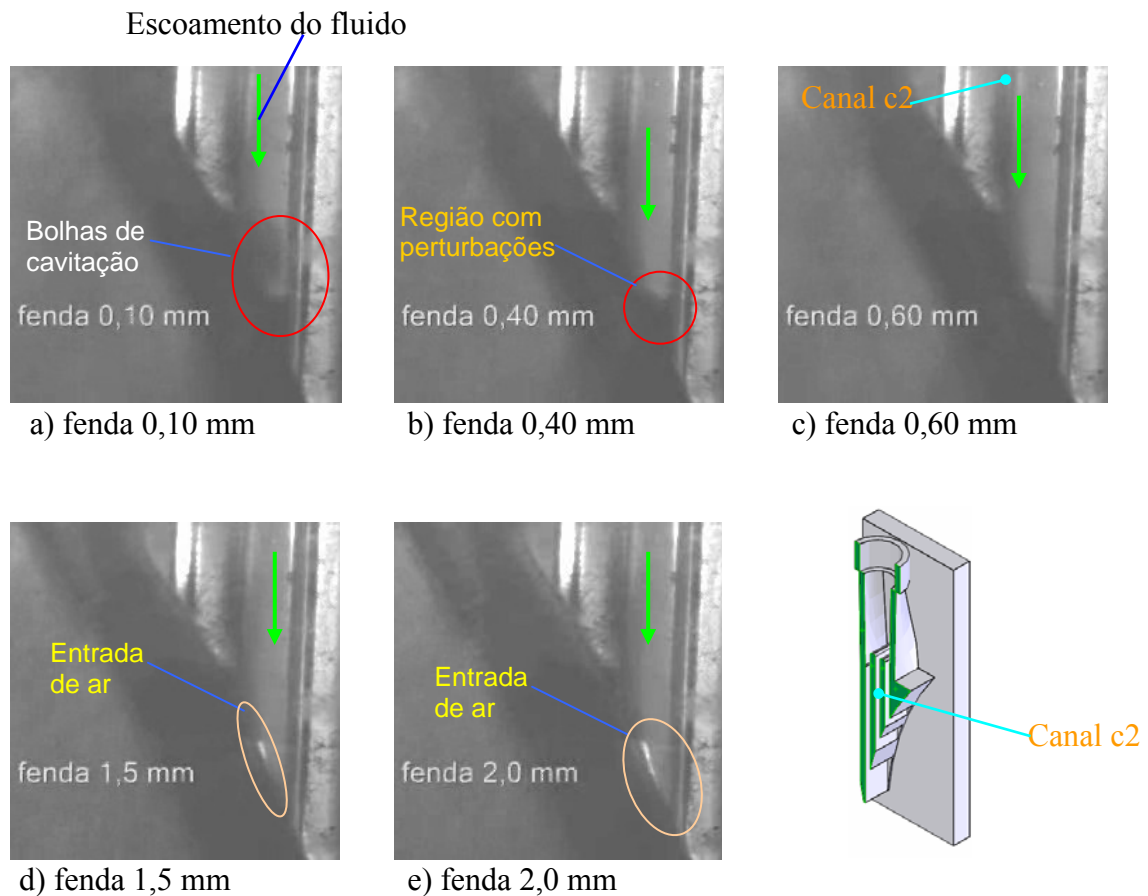 Escoamento do fluido
Bolhas de
cavitação
fenda 0,10 mm
a) fenda 0,10 mm
Região com
perturbações
fenda 0,40 mm
b) fenda 0,40 mm
Canal c2
fenda 0,60 mm
c) fenda 0,60 mm
Entrada
de ar
fenda 1,5 mm
d) fenda 1,5 mm
Entrada
de ar
fenda 2,0 mm
e) fenda 2,0 mm
Canal c2